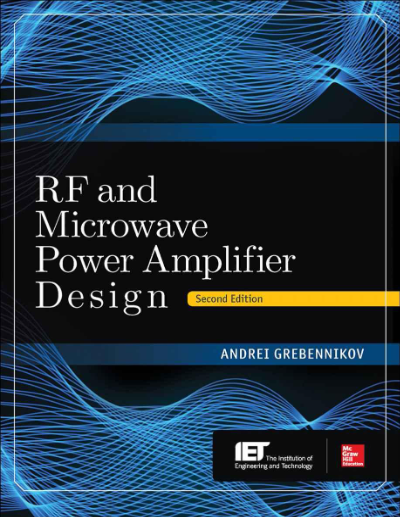 RF and
Microwave
Power Amplifier
Design
Second Edition
ANDREI GREBENNIKOV
IET
The Institution of
Engineering and Technology
Mc
Graw
Hill
Education